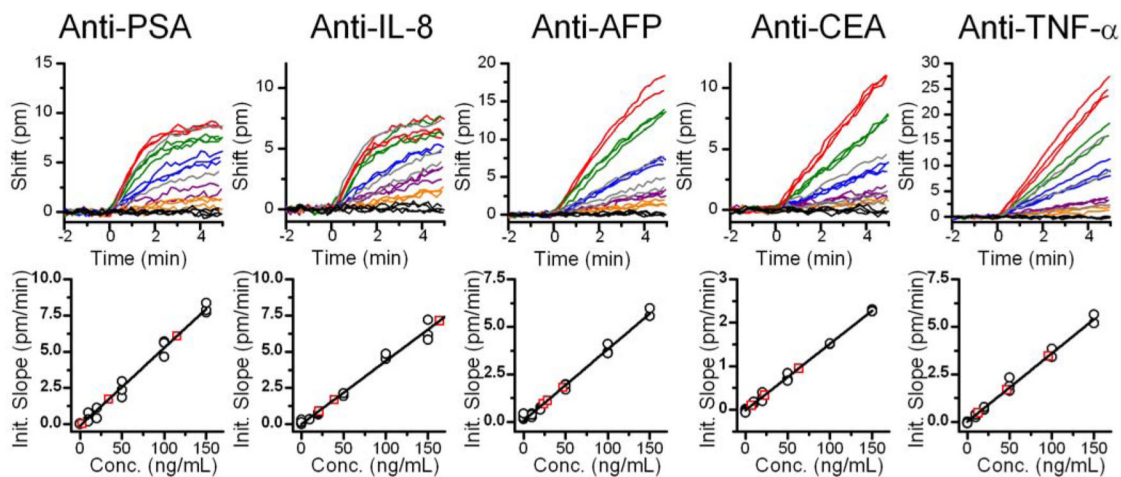 Anti-PSA Anti-IL-8 Anti-AFP Anti-CEA Anti-TNF-α
15
10
5
0
Shift (pm)
-2 0 2 4
Time (min)
10
5
0
Shift (pm)
-2 0 2 4
Time (min)
20
15
10
5
0
Shift (pm)
-2 0 2 4
Time (min)
10
5
0
Shift (pm)
-2 0 2 4
Time (min)
30
25
20
15
10
5
0
Shift (pm)
-2 0 2 4
Time (min)
10.0
7.5
5.0
2.5
0.0
Init. Slope (pm/min)
0 50 100 150
Conc. (ng/mL)
10.0
7.5
5.0
2.5
0.0
Init. Slope (pm/min)
0 50 100 150
Conc. (ng/mL)
7.5
5.0
2.5
0.0
Init. Slope (pm/min)
0 50 100 150
Conc. (ng/mL)
3
2
1
0
Init. Slope (pm/min)
0 50 100 150
Conc. (ng/mL)
7.5
5.0
2.5
0.0
Init. Slope (pm/min)
0 50 100 150
Conc. (ng/mL)